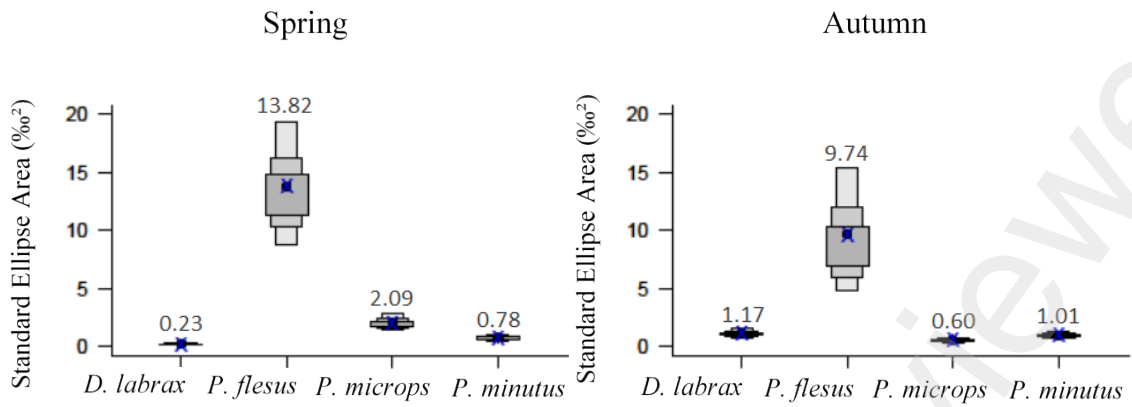 Spring
Autumn
Standard Ellipse Area (‰²)
20
15
10
5
0
13.82
0.23
2.09
0.78
D. labrax P. flesus P. microps P. minutus
Standard Ellipse Area (‰²)
20
15
10
5
0
9.74
1.17
0.60
1.01
D. labrax P. flesus P. microps P. minutus
viewe